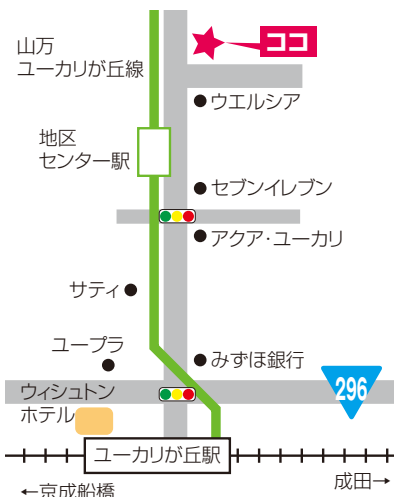 山万
ユーカリが丘線
ココ
ウエルシア
地区
センター駅
セブンイレブン
アクア・ユーカリ
サティ
ユープラ
みずほ銀行
296
ウィシュトン
ホテル
ユーカリが丘駅
成田→
←京成船橋